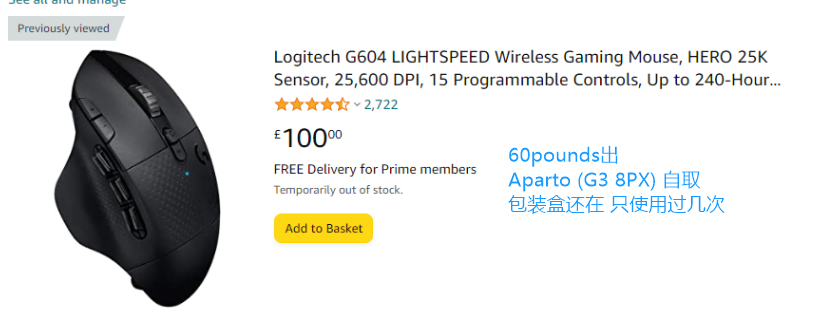 See all and manage
Previously viewed
Logitech G604 LIGHTSPEED Wireless Gaming Mouse, HERO 25K
Sensor, 25,600 DPI, 15 Programmable Controls, Up to 240-Hour...
2,722
£10000
FREE Delivery for Prime members
Temporarily out of stock.
Add to Basket
60pounds出
Aparto (G3 8PX) 自取
包装盒还在 只使用过几次